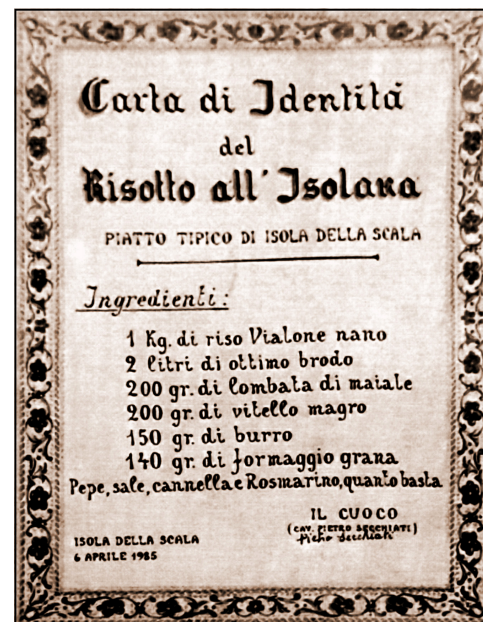 Carta di Identitá
del
Risotto all'Isolana
PIATTO TIPICO DI ISOLA DELLA SCALA
Ingredienti:
1 Kg. di riso Vialone nano
2 litri di ottimo brodo
200 gr. di lombata di maiale
200 gr. di vitello magro
150 gr. di burro
140 gr. di formaggio grana
Pepe, sale, cannella e Rosmarino, quanto basta
IL CUOCO
(CAV. PIETRO SECCHIATI)
Pietro Secchiati
ISOLA DELLA SCALA
6 APRILE 1985